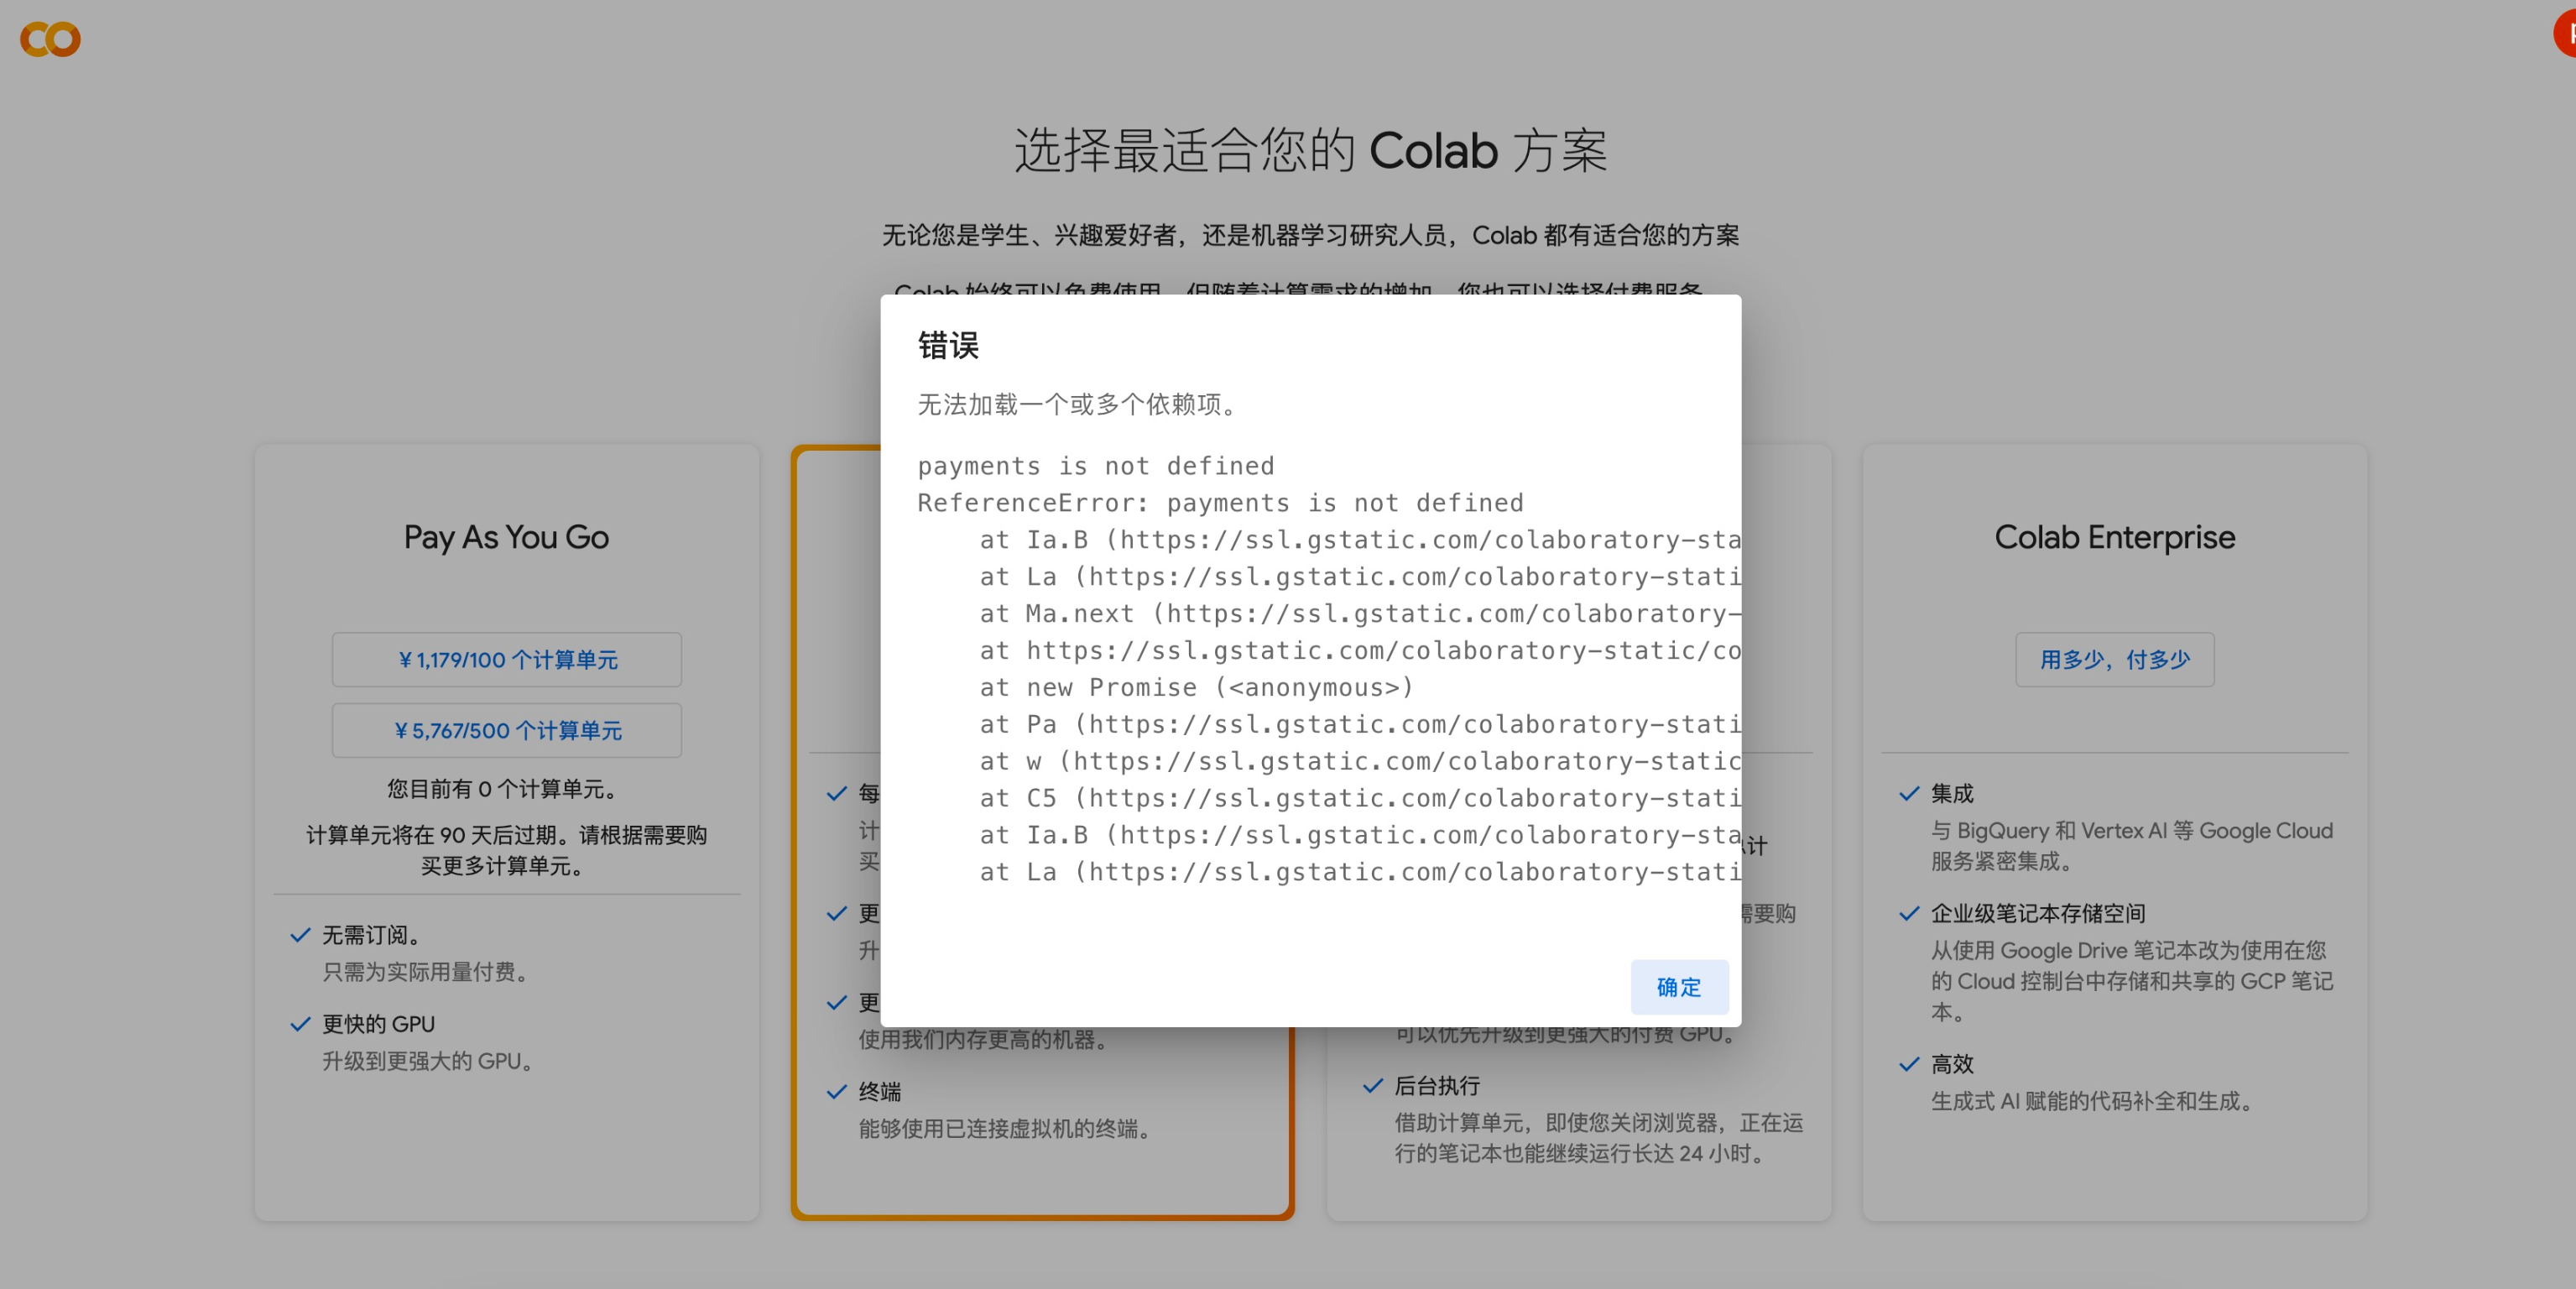 选择最适合您的 Colab 方案
无论您是学生、兴趣爱好者，还是机器学习研究人员，Colab 都有适合您的方案
Colab 始终可以免费使用，但随着计算需求的增加，您也可以选择付费服务
错误
无法加载一个或多个依赖项。
payments is not defined
ReferenceError: payments is not defined
at Ia.B (https://ssl.gstatic.com/colaboratory-sta
at La (https://ssl.gstatic.com/colaboratory-stati
at Ma.next (https://ssl.gstatic.com/colaboratory-
at https://ssl.gstatic.com/colaboratory-static/co
at new Promise (<anonymous>)
at Pa (https://ssl.gstatic.com/colaboratory-stati
at w (https://ssl.gstatic.com/colaboratory-static
at C5 (https://ssl.gstatic.com/colaboratory-stati
at Ia.B (https://ssl.gstatic.com/colaboratory-sta
at La (https://ssl.gstatic.com/colaboratory-stati
确定
Pay As You Go
¥ 1,179/100 个计算单元
¥ 5,767/500 个计算单元
您目前有 0 个计算单元。
计算单元将在 90 天后过期。请根据需要购
买更多计算单元。
无需订阅。
只需为实际用量付费。
更快的 GPU
升级到更强大的 GPU。
每
计
买
更
升
更
使用我们内存更高的机器。
终端
能够使用已连接虚拟机的终端。
计
需要购
可以优先升级到更强大的付费 GPU。
后台执行
借助计算单元，即使您关闭浏览器，正在运
行的笔记本也能继续运行长达 24 小时。
Colab Enterprise
用多少，付多少
集成
与 BigQuery 和 Vertex AI 等 Google Cloud
服务紧密集成。
企业级笔记本存储空间
从使用 Google Drive 笔记本改为使用在您
的 Cloud 控制台中存储和共享的 GCP 笔记
本。
高效
生成式 AI 赋能的代码补全和生成。